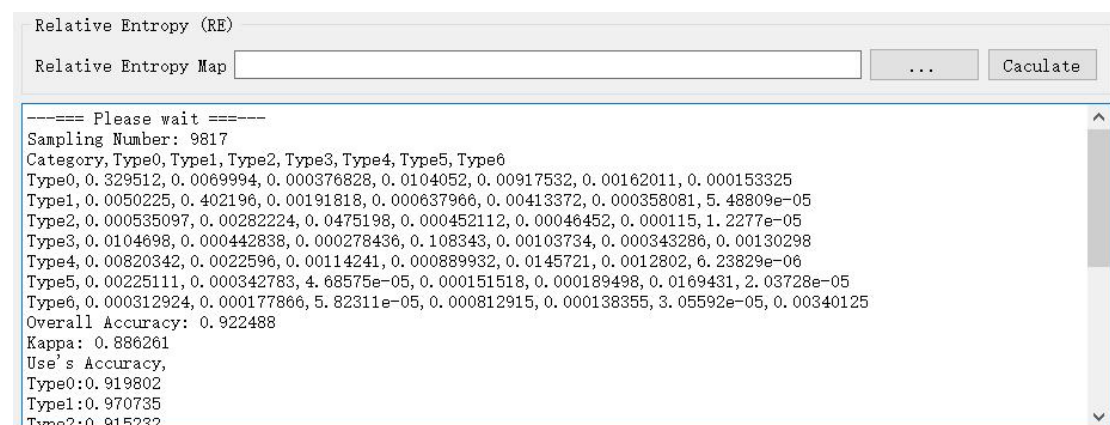 Relative Entropy (RE)
Relative Entropy Map ... Caculate
---=== Please wait ===---
Sampling Number: 9817
Category,Type0,Type1,Type2,Type3,Type4,Type5,Type6
Type0,0.329512,0.0069994,0.000376828,0.0104052,0.00917532,0.00162011,0.000153325
Type1,0.0050225,0.402196,0.00191818,0.000637966,0.00413372,0.000358081,5.48809e-05
Type2,0.000535097,0.00282224,0.0475198,0.000452112,0.00046452,0.000115,1.2277e-05
Type3,0.0104698,0.000442838,0.000278436,0.108343,0.00103734,0.000343286,0.00130298
Type4,0.00820342,0.0022596,0.00114241,0.000889932,0.0145721,0.0012802,6.23829e-06
Type5,0.00225111,0.000342783,4.68575e-05,0.000151518,0.000189498,0.0169431,2.03728e-05
Type6,0.000312924,0.000177866,5.82311e-05,0.000812915,0.000138355,3.05592e-05,0.00340125
Overall Accuracy: 0.922488
Kappa: 0.886261
Use's Accuracy,
Type0:0.919802
Type1:0.970735
Type2:0.915232